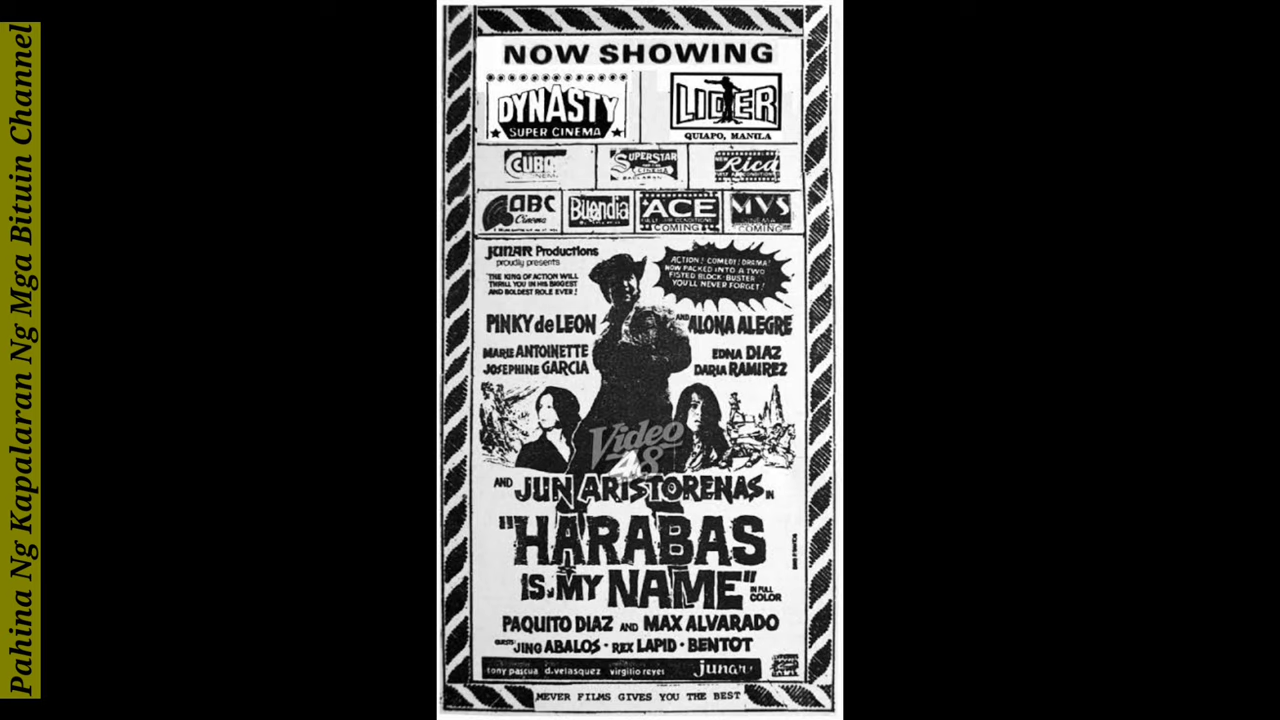 Pahina Ng Kapalaran Ng Mga Bituin Channel
NOW SHOWING
DYNASTY
SUPER CINEMA
LIDER
QUIAPO, MANILA
SUPERSTAR
CINEMA
NEW Rica
ABC
Cinema
Buendia
ACE
COMING
MVS
CINEMA
COMING
JUNAR Productions
proudly presents
THE KING OF ACTION WILL
THRILL YOU IN HIS BIGGEST
AND BOLDEST ROLE EVER!
ACTION! COMEDY! DRAMA!
NOW PACKED INTO A TWO
FISTED BLOCK-BUSTER
YOU'LL NEVER FORGET!
PINKY de LEON
AND ALONA ALEGRE
MARIE ANTOINETTE
JOSEPHINE GARCIA
EDNA DIAZ
DARIA RAMIREZ
Video
48
AND JUN ARISTORENAS IN
"HARABAS
IS MY NAME"
IN FULL
COLOR
PAQUITO DIAZ AND MAX ALVARADO
GUESTS: JING ABALOS • REX LAPID • BENTOT
tony pascua d. velasquez virgilio reyes junar
MEVER FILMS GIVES YOU THE BEST